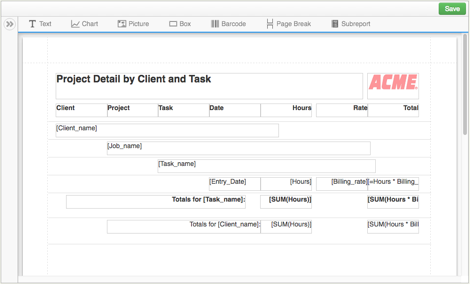 Save
Text Chart Picture Box Barcode Page Break Subreport
Project Detail by Client and Task ACME
Client Project Task Date Hours Rate Total
[Client_name]
[Job_name]
[Task_name]
[Entry_Date] [Hours] [Billing_rate] [=Hours * Billing_
Totals for [Task_name]: [SUM(Hours)] [SUM(Hours * Bi
Totals for [Client_name]: [SUM(Hours)] [SUM(Hours * Bill